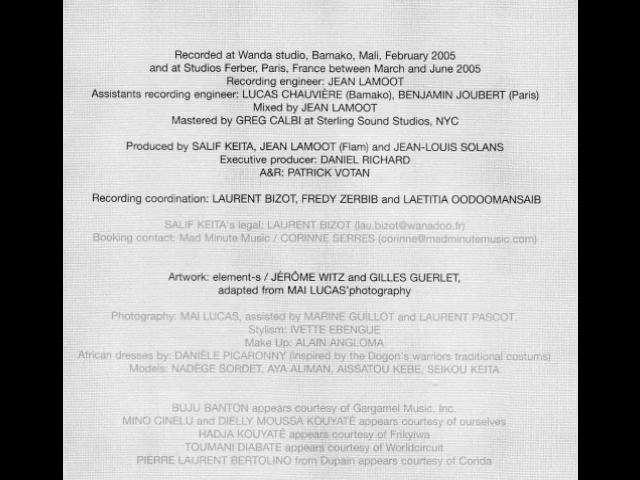 Recorded at Wanda studio, Bamako, Mali, February 2005
and at Studios Ferber, Paris, France between March and June 2005
Recording engineer: JEAN LAMOOT
Assistants recording engineer: LUCAS CHAUVIÈRE (Bamako), BENJAMIN JOUBERT (Paris)
Mixed by JEAN LAMOOT
Mastered by GREG CALBI at Sterling Sound Studios, NYC
Produced by SALIF KEITA, JEAN LAMOOT (Flam) and JEAN-LOUIS SOLANS
Executive producer: DANIEL RICHARD
A&R: PATRICK VOTAN
Recording coordination: LAURENT BIZOT, FREDY ZERBIB and LAETITIA OODOOMANSAIB
SALIF KEITA's legal: LAURENT BIZOT (lau.bizot@wanadoo.fr)
Booking contact: Mad Minute Music / CORINNE SERRES (corinne@madminutemusic.com)
Artwork: element-s / JÉRÔME WITZ and GILLES GUERLET,
adapted from MAI LUCAS'photography
Photography: MAI LUCAS, assisted by MARINE GUILLOT and LAURENT PASCOT.
Stylism: IVETTE EBENGUE
Make Up: ALAIN ANGLOMA
African dresses by: DANIÈLE PICARONNY (inspired by the Dogon's warriors traditional costums)
Models: NADÈGE SORDET, AYA ALIMAN, AISSATOU KEBE, SEIKOU KEITA
BUJU BANTON appears courtesy of Gargamel Music, Inc.
MINO CINELU and DIELLY MOUSSA KOUYATÉ appears courtesy of ourselves
HADJA KOUYATÉ appears courtesy of Frikyiwa
TOUMANI DIABATE appears courtesy of Worldcircuit
PIERRE LAURENT BERTOLINO from Dupain appears courtesy of Corida